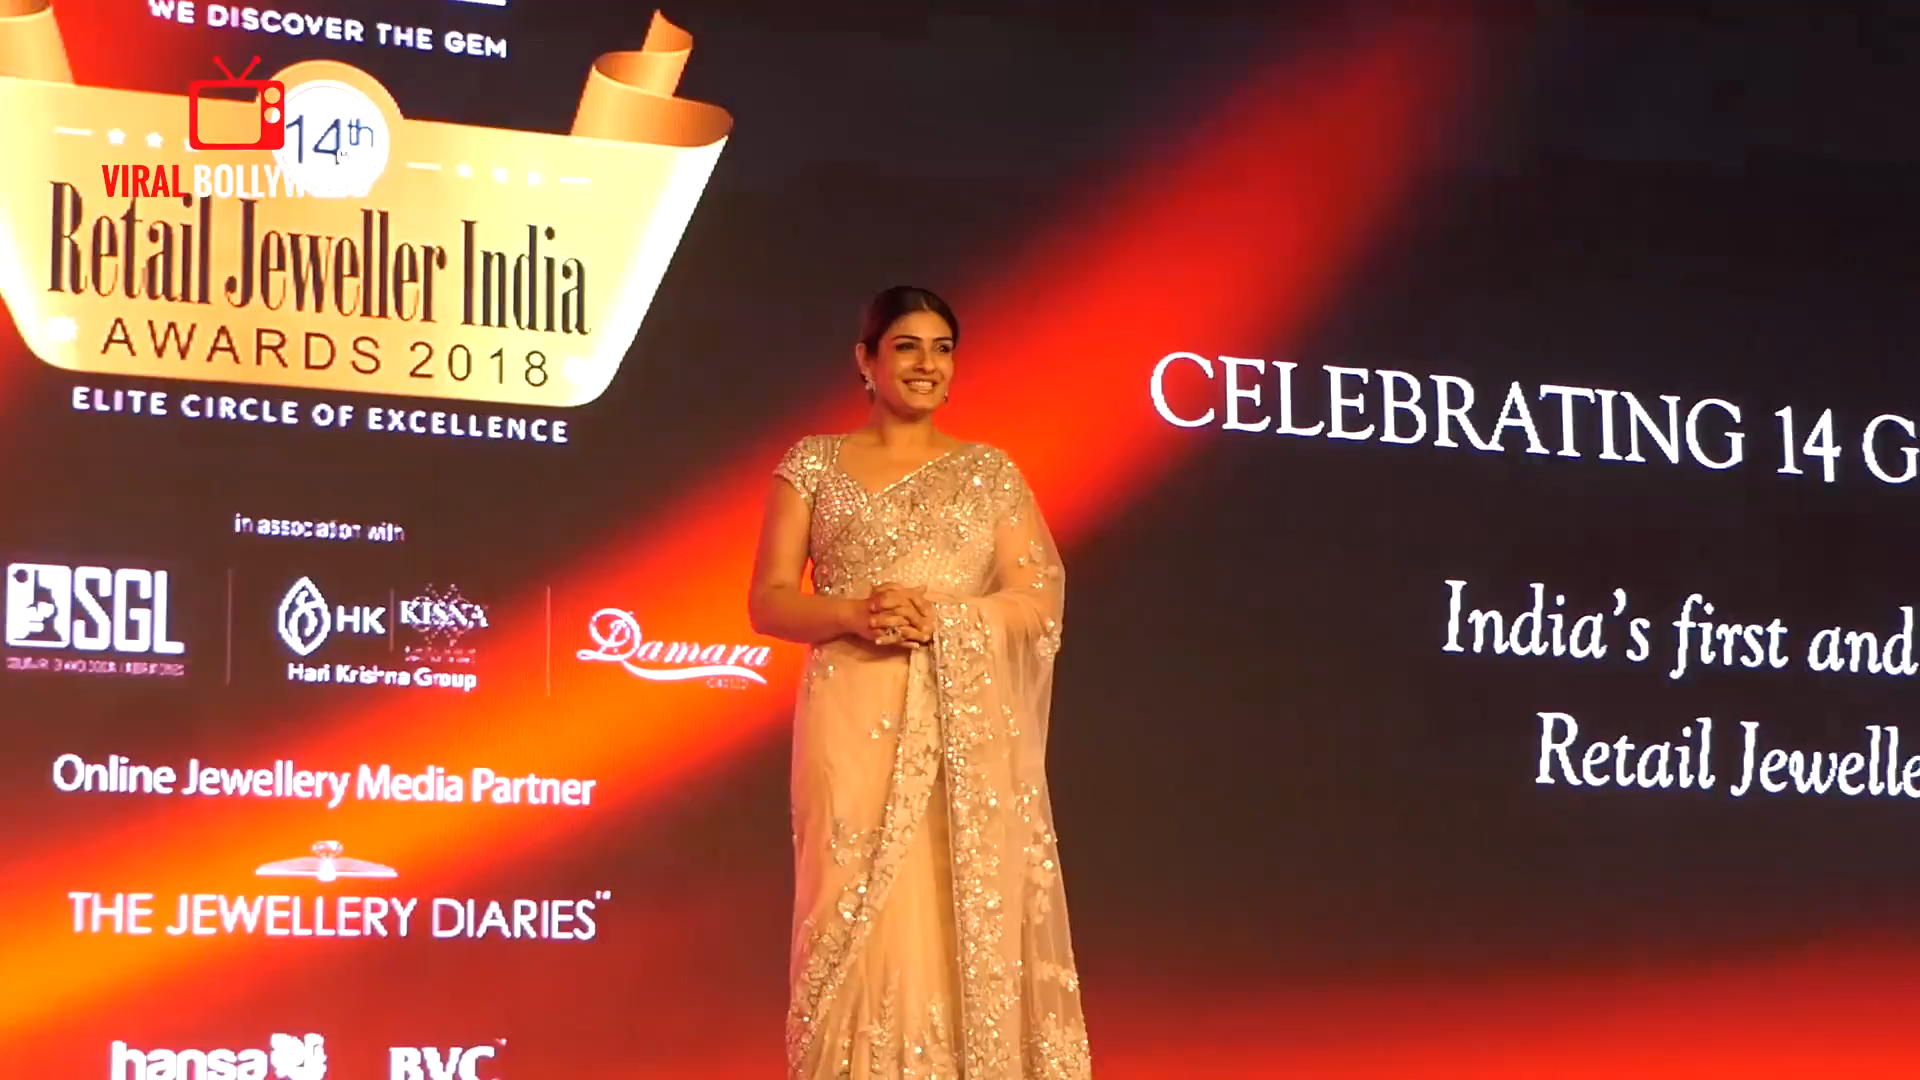 WE DISCOVER THE GEM
14th
VIRAL BOLLYWOOD
Retail Jeweller India
AWARDS 2018
ELITE CIRCLE OF EXCELLENCE
in association with
SGL
HK KISNA
Hari Krishna Group
Damara
GOLD
Online Jewellery Media Partner
THE JEWELLERY DIARIES
hansa
BVC
CELEBRATING 14 G
India's first and
Retail Jewelle